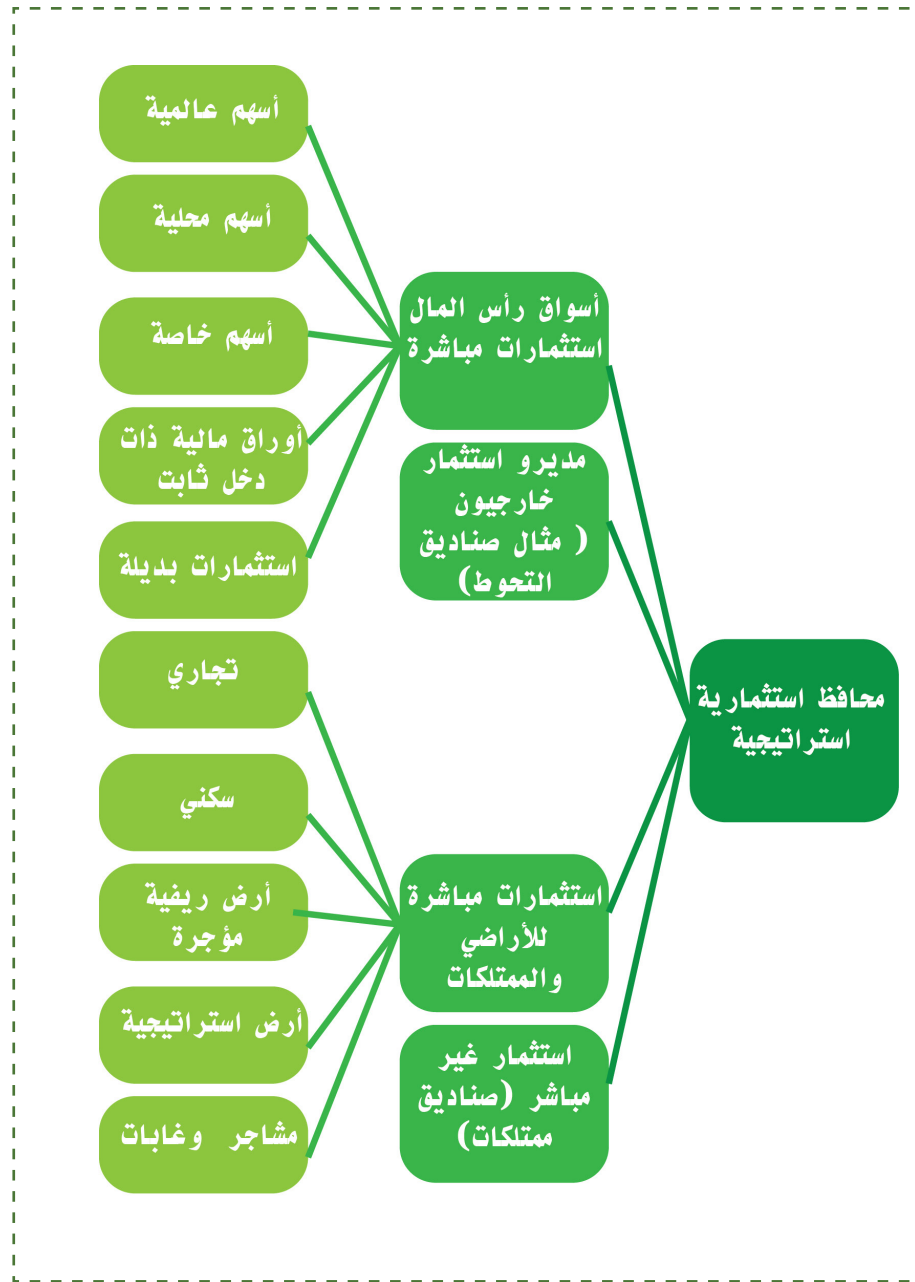 محافظ استثمارية
استراتيجية
أسواق رأس المال
استثمارات مباشرة
أسهم عالمية
أسهم محلية
أسهم خاصة
أوراق مالية ذات
دخل ثابت
استثمارات بديلة
مديرو استثمار
خارجيون
( مثال صناديق
التحوط)
استثمارات مباشرة
للأراضي
والممتلكات
تجاري
سكني
أرض ريفية
مؤجرة
أرض استراتيجية
مشاجر وغابات
استثمار غير
مباشر (صناديق
ممتلكات)